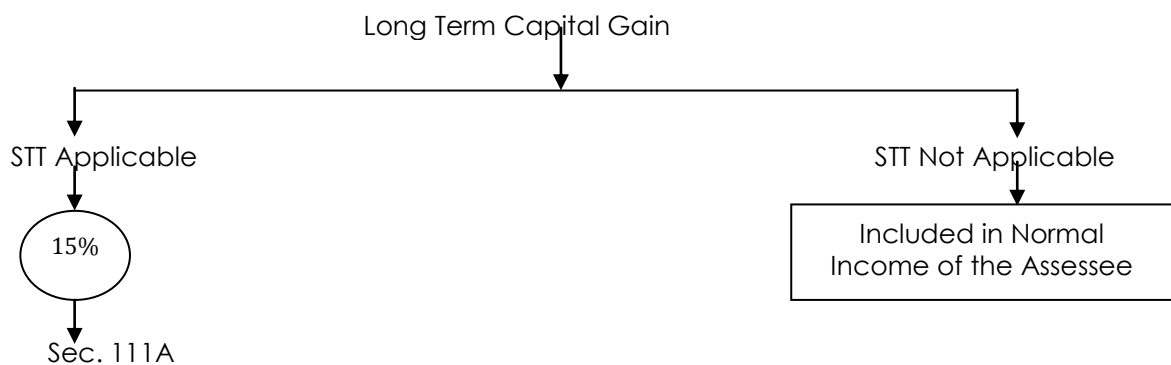 Long Term Capital Gain
STT Applicable
STT Not Applicable
15%
Included in Normal
Income of the Assessee
Sec. 111A